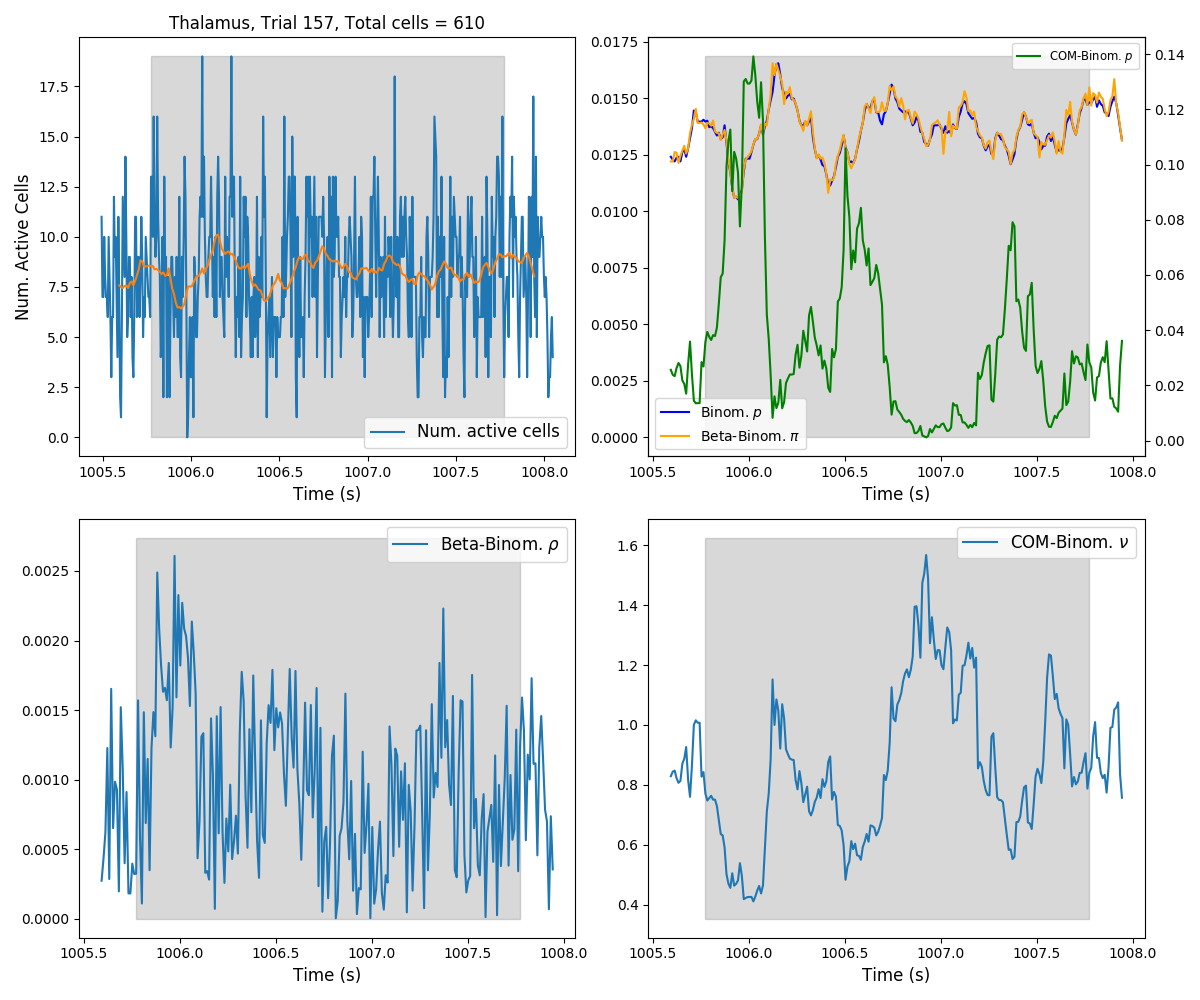 Thalamus, Trial 157, Total cells = 610
17.5
15.0
12.5
10.0
7.5
5.0
2.5
0.0
Num. Active Cells
Num. active cells
1005.5 1006.0 1006.5 1007.0 1007.5 1008.0
Time (s)
0.0175
0.0150
0.0125
0.0100
0.0075
0.0050
0.0025
0.0000
COM-Binom. p
0.14
0.12
0.10
0.08
0.06
0.04
0.02
0.00
Binom. p
Beta-Binom. π
1005.5 1006.0 1006.5 1007.0 1007.5 1008.0
Time (s)
Beta-Binom. ρ
0.0025
0.0020
0.0015
0.0010
0.0005
0.0000
1005.5 1006.0 1006.5 1007.0 1007.5 1008.0
Time (s)
COM-Binom. ν
1.6
1.4
1.2
1.0
0.8
0.6
0.4
1005.5 1006.0 1006.5 1007.0 1007.5 1008.0
Time (s)